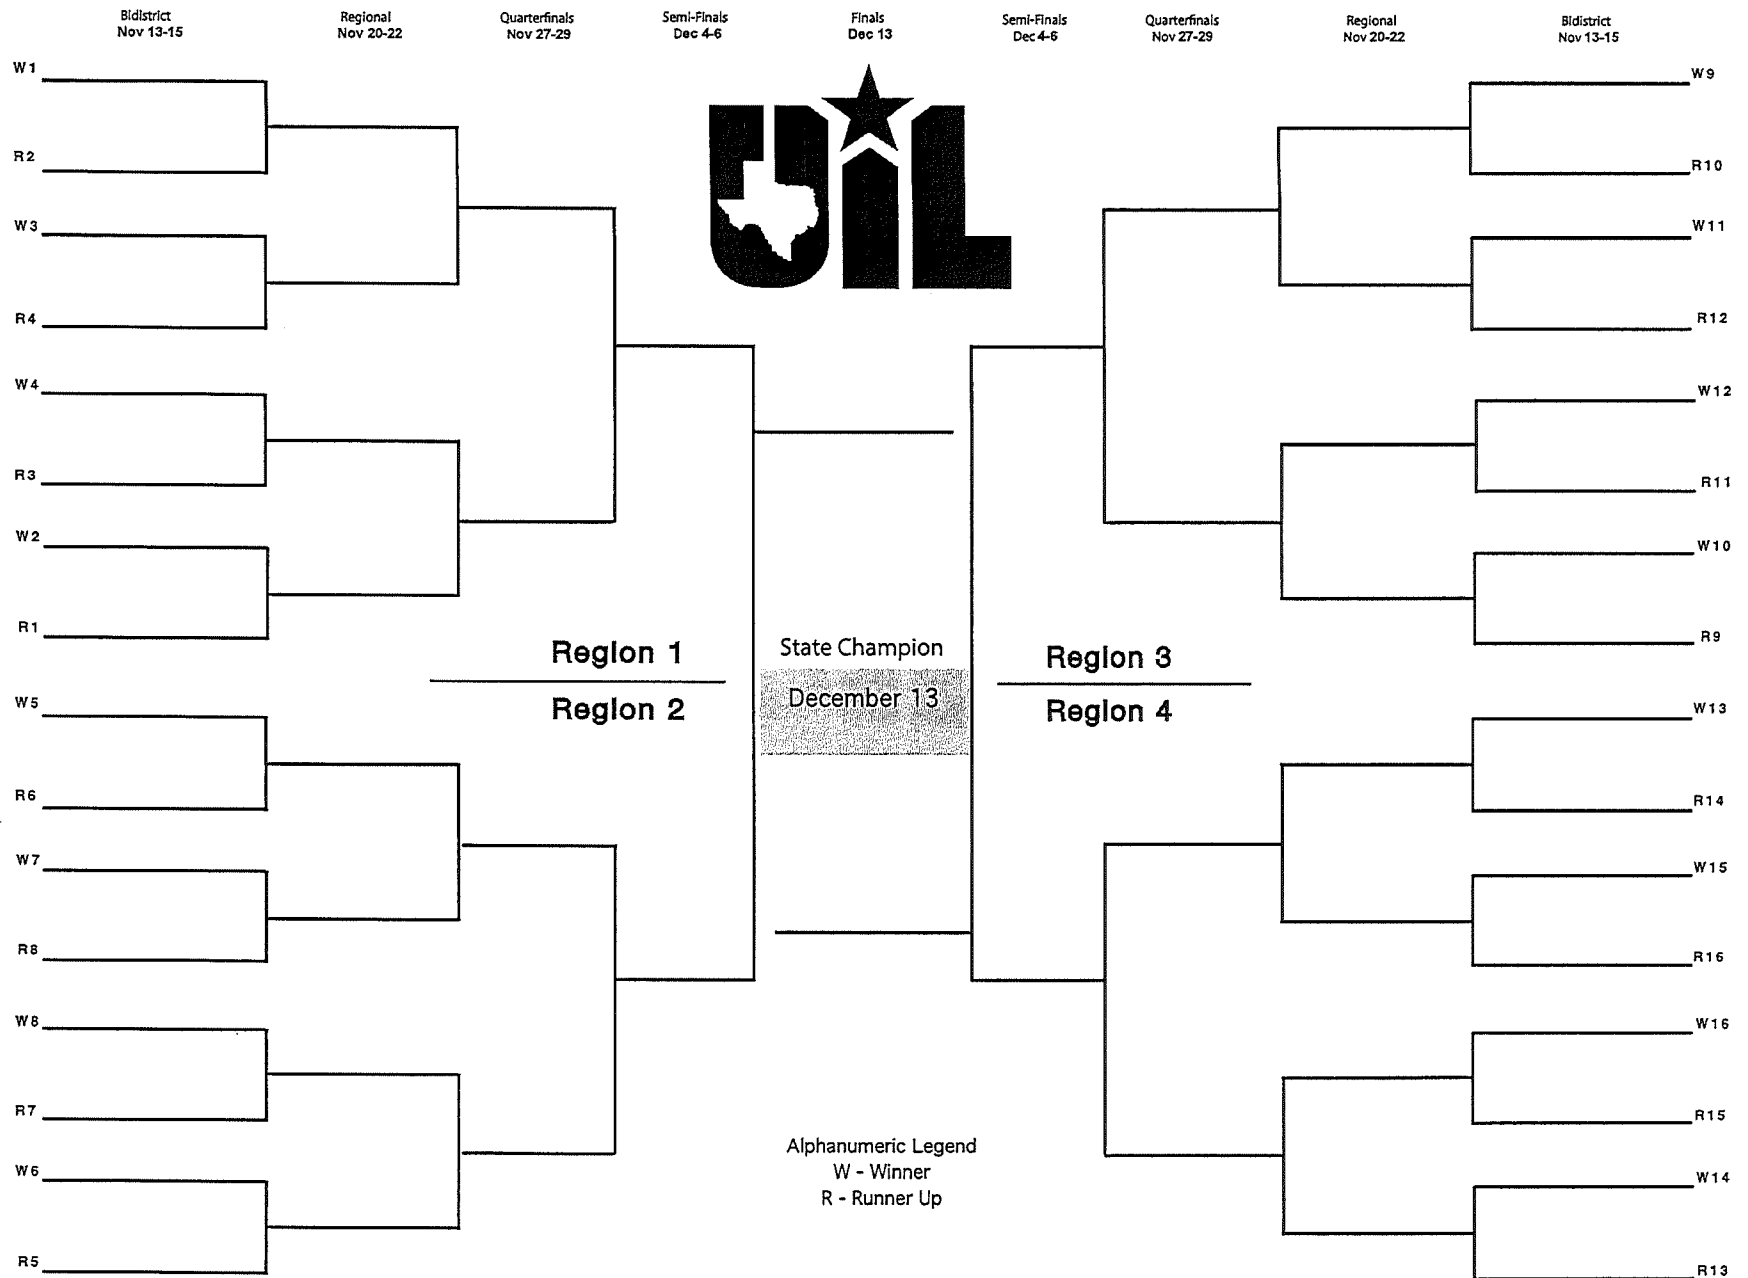 Bidistrict
Nov 13-15
Regional
Nov 20-22
Quarterfinals
Nov 27-29
Semi-Finals
Dec 4-6
Finals
Dec 13
Semi-Finals
Dec 4-6
Quarterfinals
Nov 27-29
Regional
Nov 20-22
Bidistrict
Nov 13-15
UIL
W1
R2
W3
R4
W4
R3
W2
R1
W5
R6
W7
R8
W8
R7
W6
R5
Region 1
Region 2
State Champion
December 13
Region 3
Region 4
Alphanumeric Legend
W - Winner
R - Runner Up
W9
R10
W11
R12
W12
R11
W10
R9
W13
R14
W15
R16
W16
R15
W14
R13